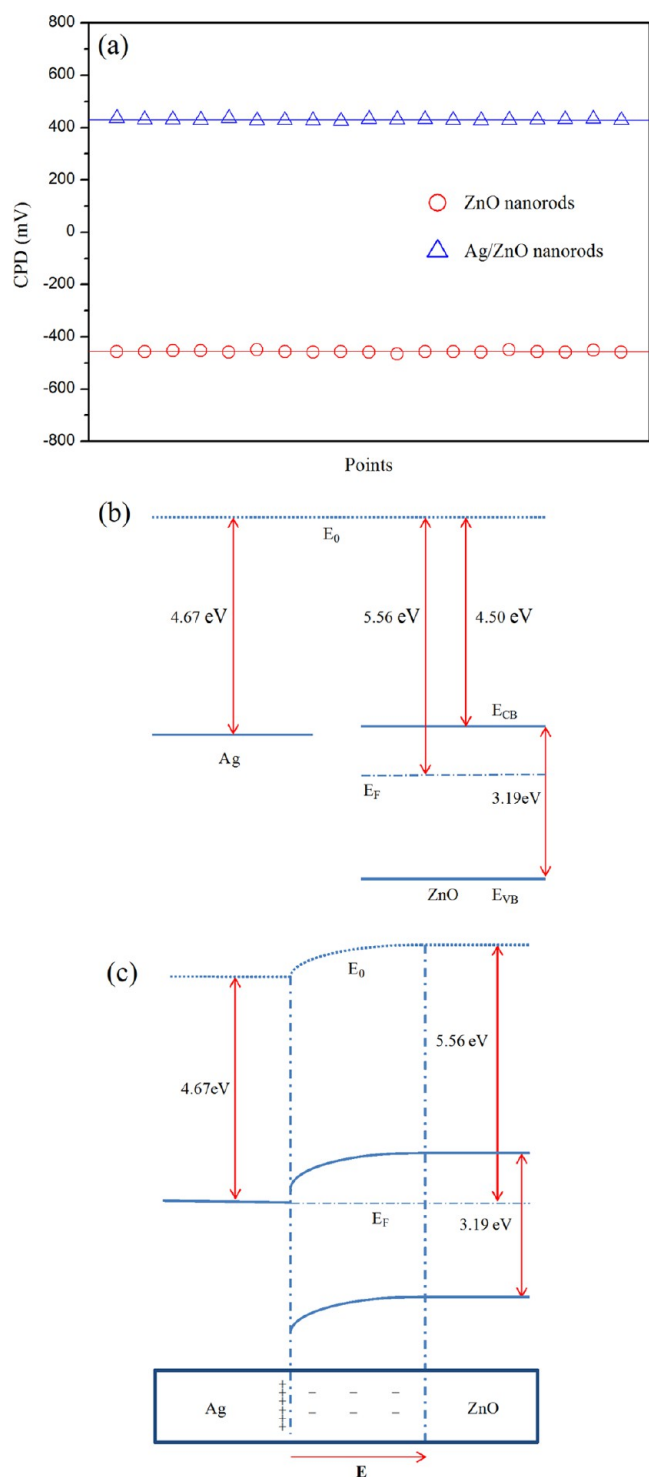 (a)
800
600
400
200
0
-200
-400
-600
-800
CPD (mV)
ZnO nanorods
Ag/ZnO nanorods
Points
(b)
E0
4.67 eV
5.56 eV
4.50 eV
ECB
Ag
EF
3.19eV
ZnO
EVB
(c)
E0
5.56 eV
4.67eV
EF
3.19 eV
+ − − −
+
+ − − −
+
+
+
Ag
ZnO
E